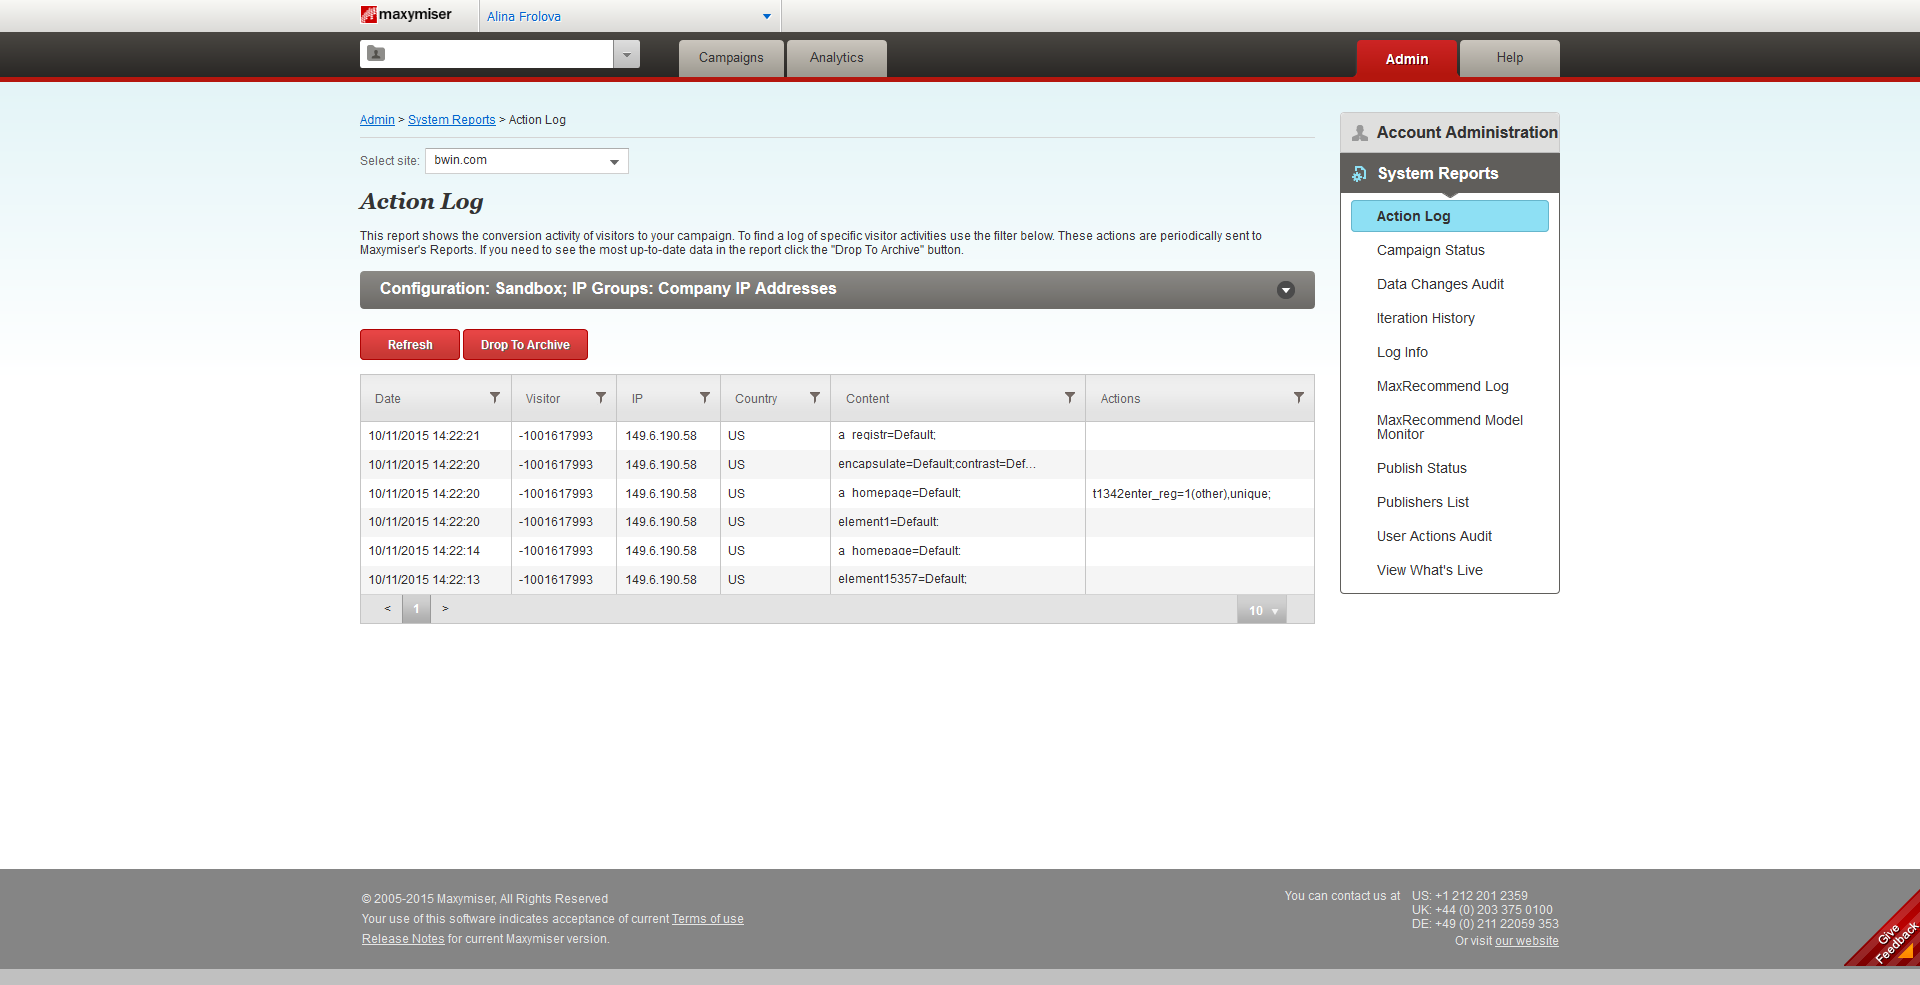 maxymiser
Alina Frolova
Campaigns
Analytics
Admin
Help
Admin > System Reports > Action Log
Select site: bwin.com
Action Log
This report shows the conversion activity of visitors to your campaign. To find a log of specific visitor activities use the filter below. These actions are periodically sent to
Maxymiser's Reports. If you need to see the most up-to-date data in the report click the "Drop To Archive" button.
Configuration: Sandbox; IP Groups: Company IP Addresses
Refresh
Drop To Archive
Date Visitor IP Country Content Actions
10/11/2015 14:22:21 -1001617993 149.6.190.58 US a_registr=Default;
10/11/2015 14:22:20 -1001617993 149.6.190.58 US encapsulate=Default;contrast=Def...
10/11/2015 14:22:20 -1001617993 149.6.190.58 US a_homepage=Default; t1342enter_reg=1(other),unique;
10/11/2015 14:22:20 -1001617993 149.6.190.58 US element1=Default;
10/11/2015 14:22:14 -1001617993 149.6.190.58 US a_homepage=Default;
10/11/2015 14:22:13 -1001617993 149.6.190.58 US element15357=Default;
< 1 > 10
Account Administration
System Reports
Action Log
Campaign Status
Data Changes Audit
Iteration History
Log Info
MaxRecommend Log
MaxRecommend Model
Monitor
Publish Status
Publishers List
User Actions Audit
View What's Live
© 2005-2015 Maxymiser, All Rights Reserved
Your use of this software indicates acceptance of current Terms of use
Release Notes for current Maxymiser version.
You can contact us at US: +1 212 201 2359
UK: +44 (0) 203 375 0100
DE: +49 (0) 211 22059 353
Or visit our website
Give
Feedback